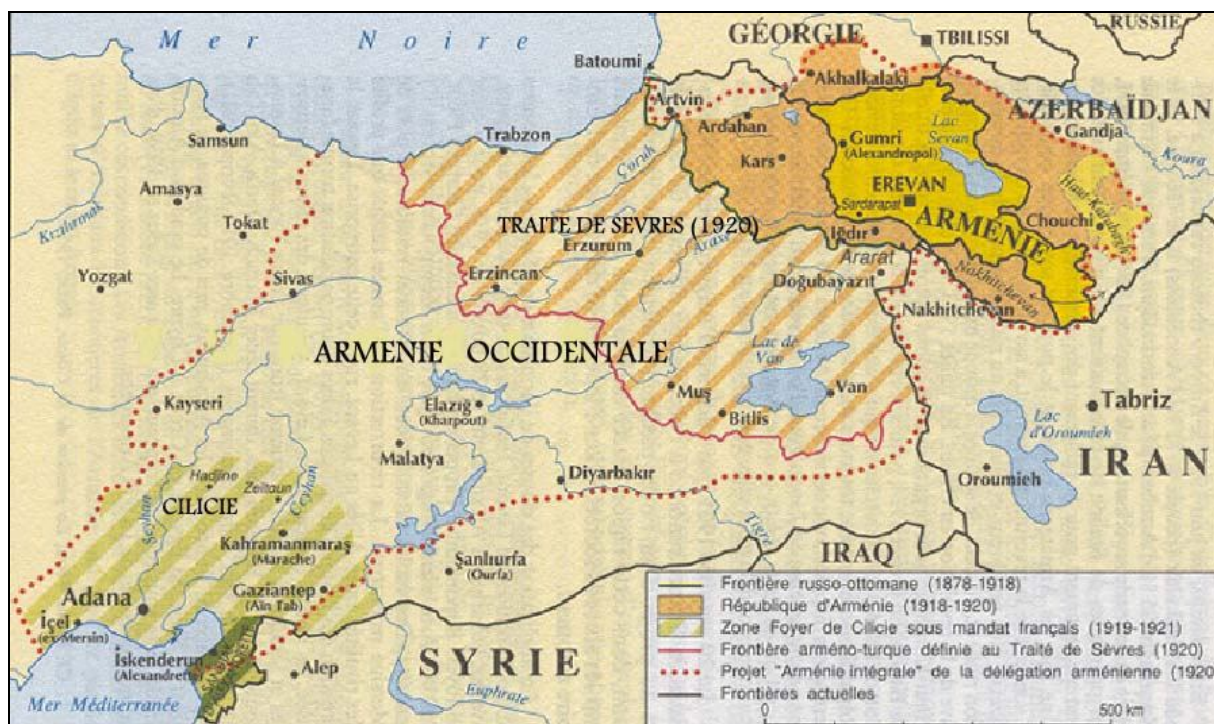 Mer Noire
RUSSIE
GÉORGIE
TBILISSI
Batoumi
Akhalkalaki
Artvin
AZERBAÏDJAN
Ardahan
Lac
Sevan
Gandja
Samsun
Trabzon
Gumri
(Alexandropol)
Koura
Çoruh
Kars
Amasya
EREVAN
Haut-Karabagh
Sardarapat
Tokat
TRAITE DE SEVRES (1920)
ARMÉNIE
Chouchi
Iğdir
Erzurum
Araxe
Ararat
Yozgat
Sivas
Erzincan
Doğubayazıt
Nakhitchevan
Nakhitchevan
ARMENIE OCCIDENTALE
Lac de
Van
Muş
Van
Kayseri
Elazığ
(Kharpout)
Bitlis
Tabriz
Lac
d'Oroumieh
Malatya
IRAN
Hadjine
Zeïtoun
Diyarbakır
Oroumieh
CILICIE
Seyhan
Ceyhan
Tigre
Kahramanmaraş
(Marache)
Şanlıurfa
(Ourfa)
IRAQ
Adana
Gaziantep
(Aïn Tab)
İçel
(ex-Mersin)
İskenderun
(Alexandrette)
Alep
SYRIE
Euphrate
Mer Méditerranée
Frontière russo-ottomane (1878-1918)
République d'Arménie (1918-1920)
Zone Foyer de Cilicie sous mandat français (1919-1921)
Frontière arméno-turque définie au Traité de Sèvres (1920)
Projet "Arménie intégrale" de la délégation arménienne (1920
Frontières actuelles
0 500 km